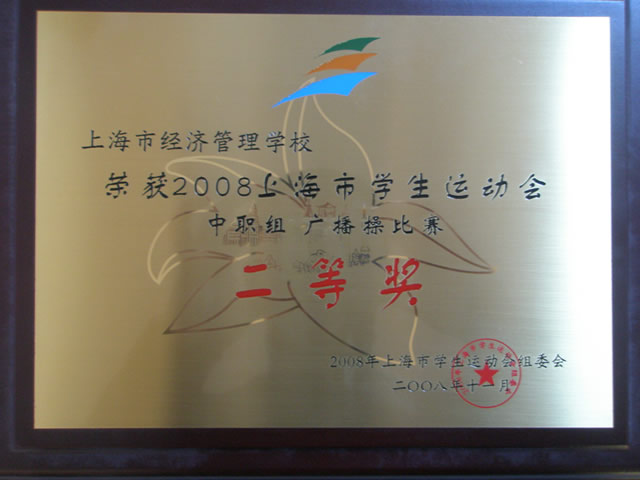 上海市经济管理学校
荣获2008上海市学生运动会
中职组 广播操比赛
二等奖
2008年上海市学生运动会组委会
二〇〇八年十一月